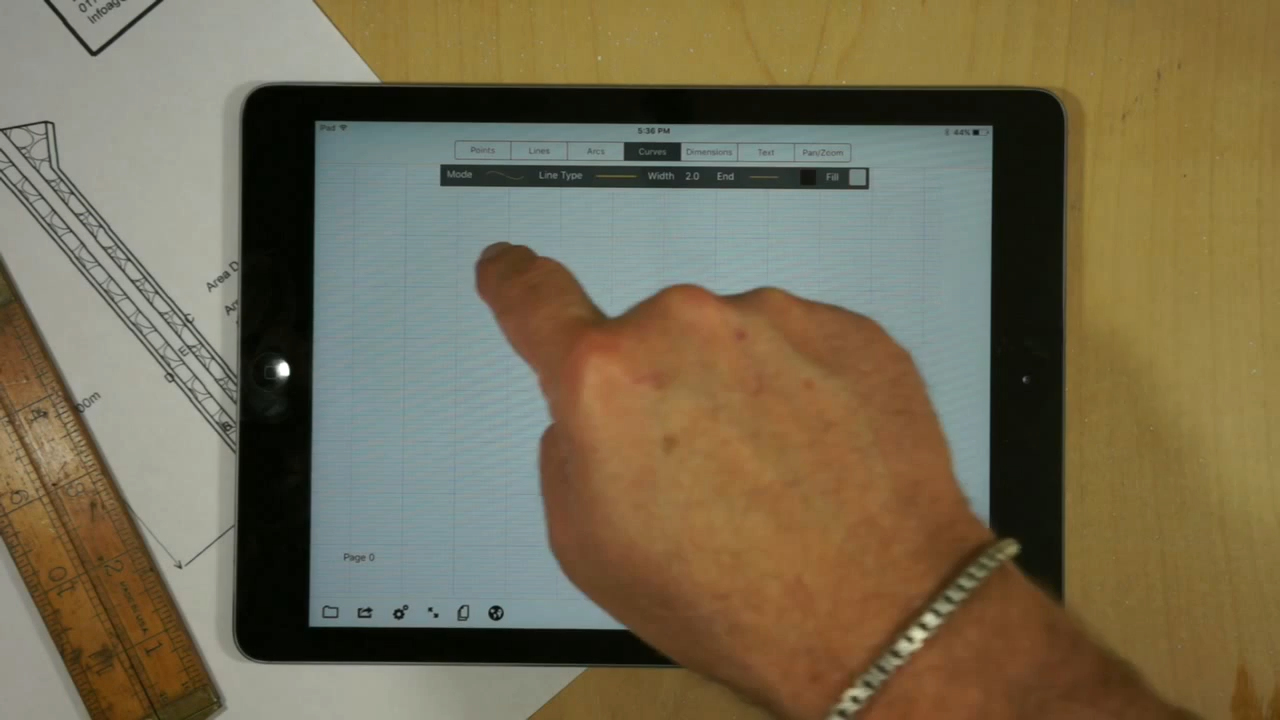 Infoag
iPad
5:36 PM
44%
Points Lines Arcs Curves Dimensions Text Pan/Zoom
Mode Line Type Width 2.0 End Fill
Area D
00m
Page 0